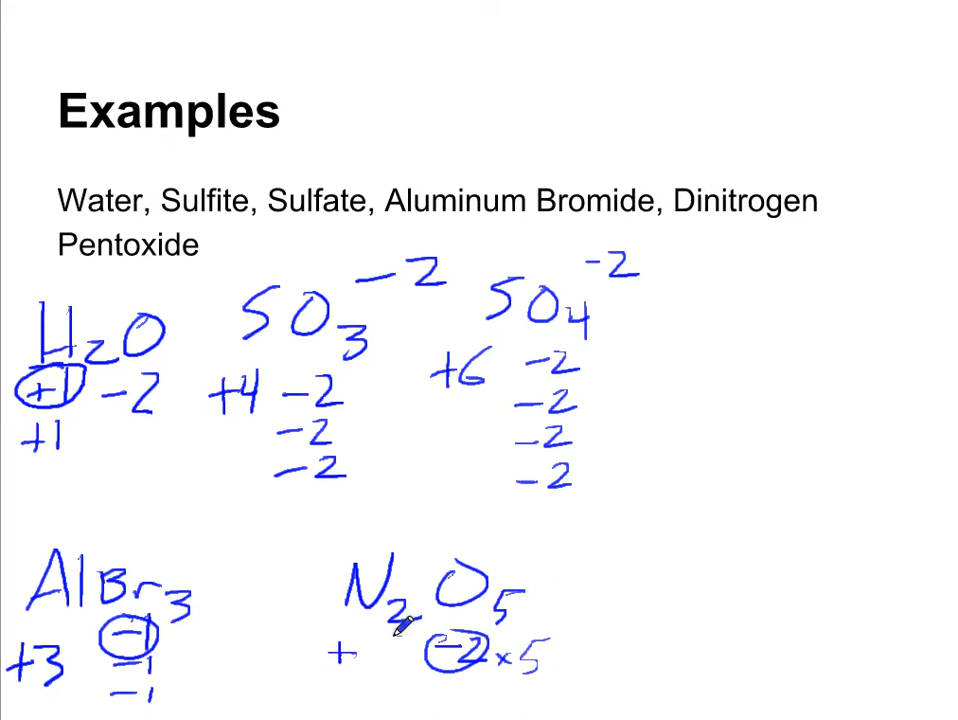 Examples
Water, Sulfite, Sulfate, Aluminum Bromide, Dinitrogen
Pentoxide
H2O SO3 -2 SO4 -2
+1 -2 +4 -2 +6 -2
+1 -2 -2
-2 -2
-2
AlBr3 N2O5
+3 -1 + -2 × 5
-1
-1